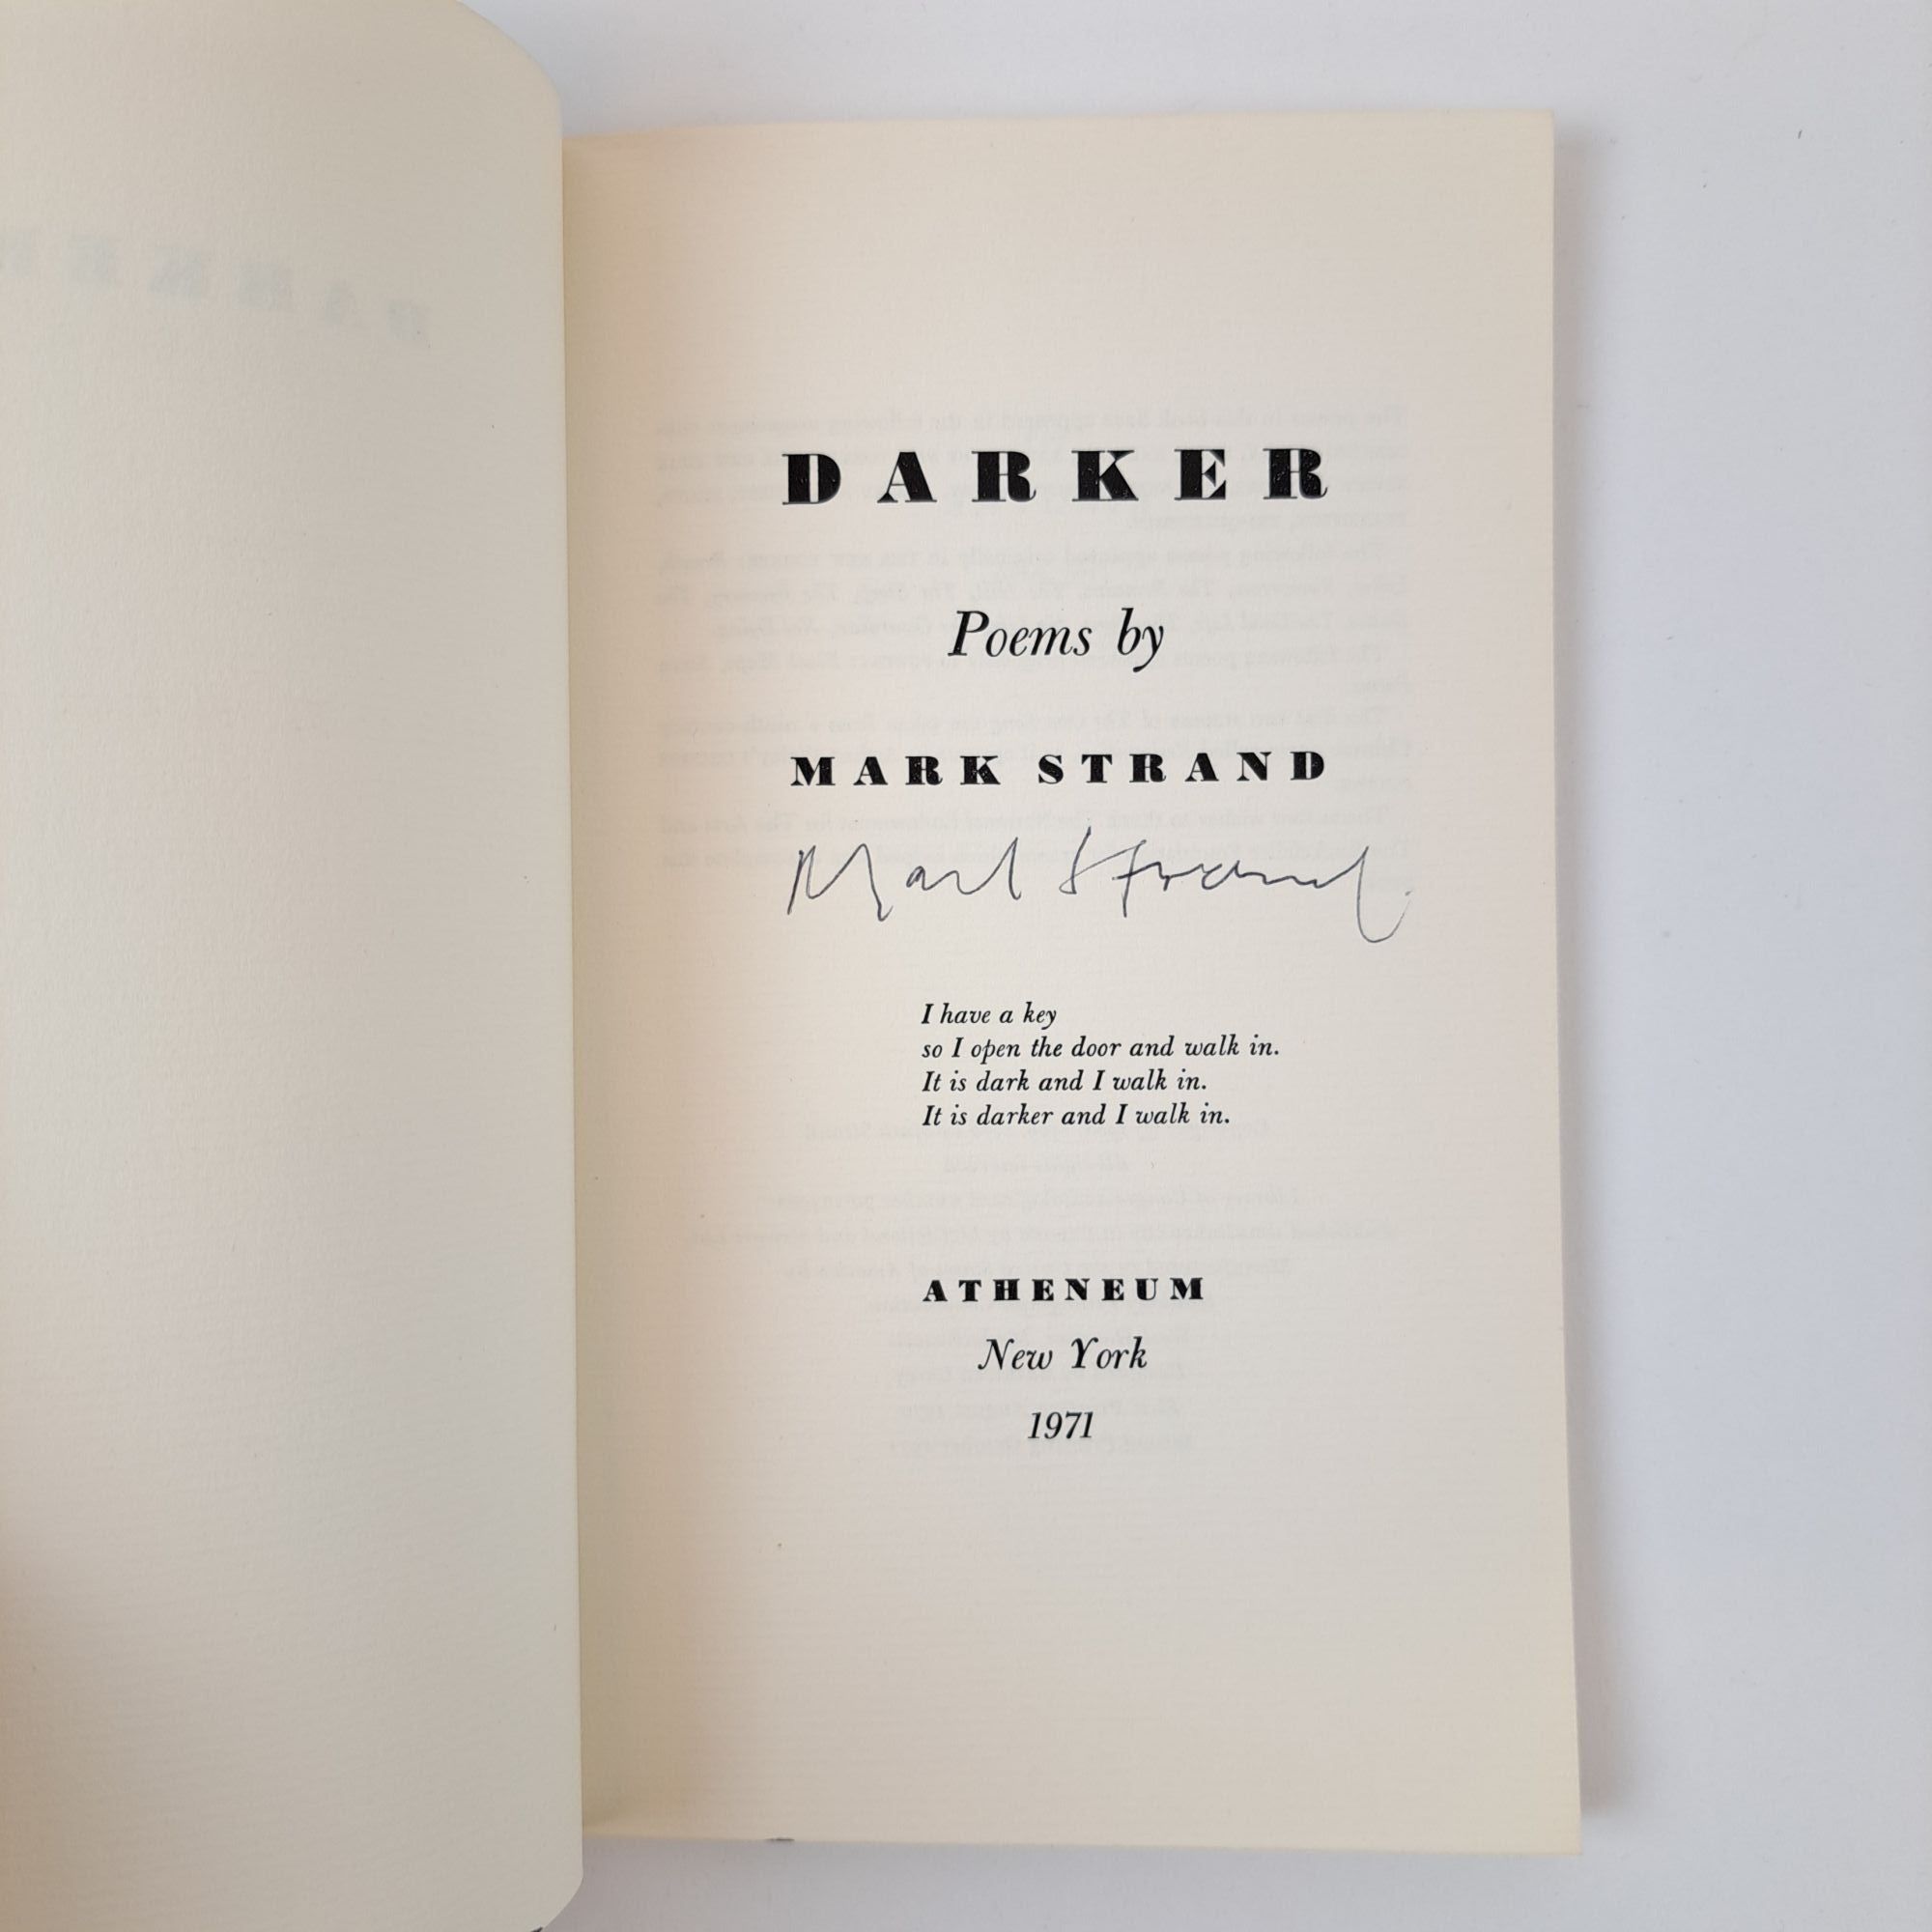 DARKER
Poems by
MARK STRAND
Mark Strand
I have a key
so I open the door and walk in.
It is dark and I walk in.
It is darker and I walk in.
ATHENEUM
New York
1971